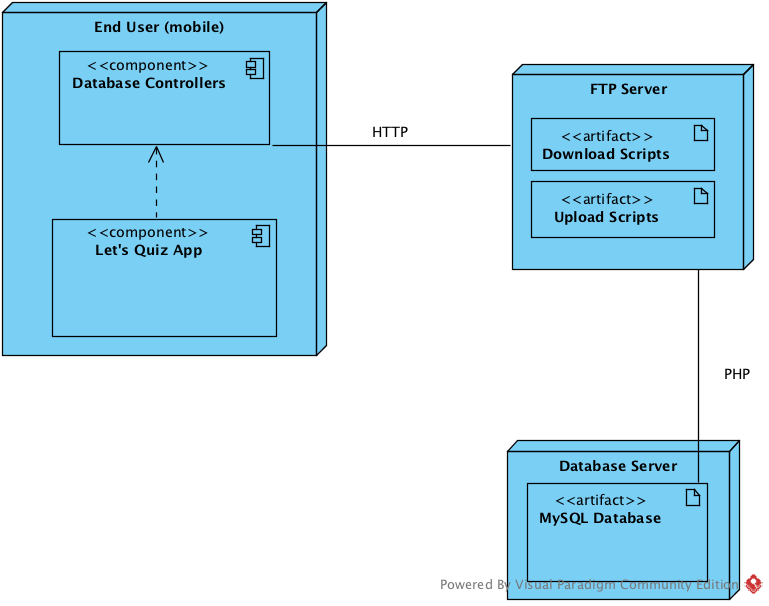 End User (mobile)
<<component>>
Database Controllers
<<component>>
Let's Quiz App
HTTP
FTP Server
<<artifact>>
Download Scripts
<<artifact>>
Upload Scripts
PHP
Database Server
<<artifact>>
MySQL Database
Powered By Visual Paradigm Community Edition